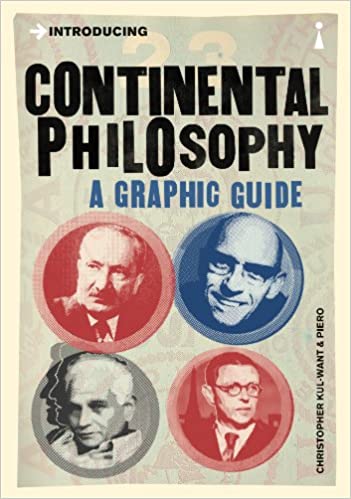 INTRODUCING
CONTINENTAL
PHILOSOPHY
A GRAPHIC GUIDE
CHRISTOPHER KUL-WANT & PIERO